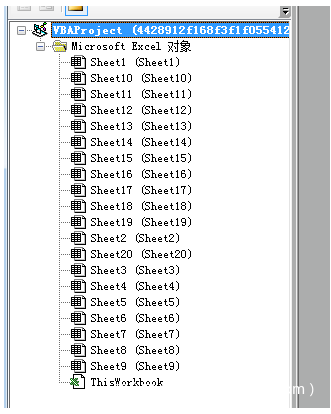 VBAProject (4428912f168f3f1f055412
Microsoft Excel 对象
Sheet1 (Sheet1)
Sheet10 (Sheet10)
Sheet11 (Sheet11)
Sheet12 (Sheet12)
Sheet13 (Sheet13)
Sheet14 (Sheet14)
Sheet15 (Sheet15)
Sheet16 (Sheet16)
Sheet17 (Sheet17)
Sheet18 (Sheet18)
Sheet19 (Sheet19)
Sheet2 (Sheet2)
Sheet20 (Sheet20)
Sheet3 (Sheet3)
Sheet4 (Sheet4)
Sheet5 (Sheet5)
Sheet6 (Sheet6)
Sheet7 (Sheet7)
Sheet8 (Sheet8)
Sheet9 (Sheet9)
ThisWorkbook